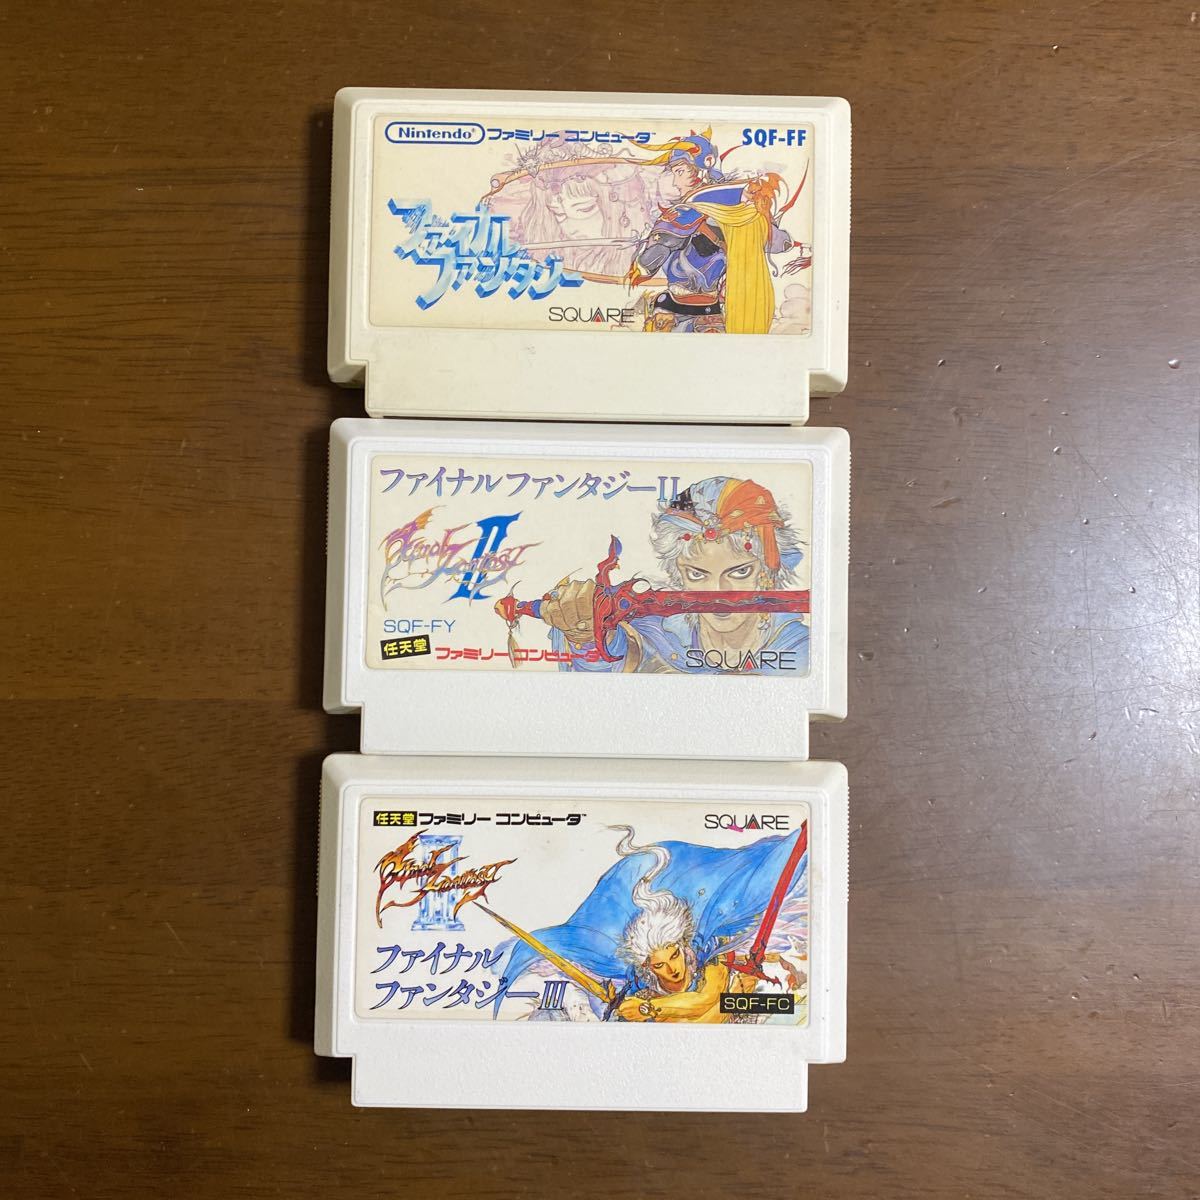 Nintendo® ファミリー コンピュータ™ SQF-FF
ファイナル
ファンタジー
SQUARE
ファイナルファンタジーII
Final Fantasy II
SQF-FY
任天堂 ファミリー コンピュータ
SQUARE
任天堂 ファミリー コンピュータ™ SQUARE
Final Fantasy III
ファイナル
ファンタジーIII
SQF-FC